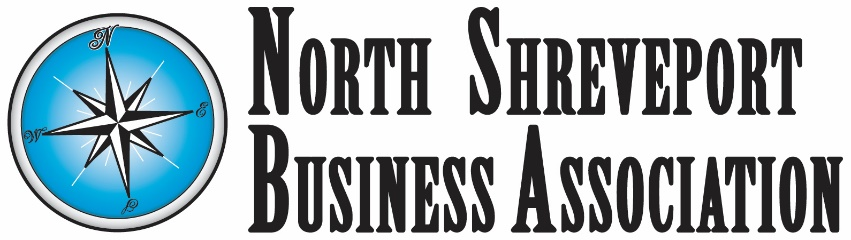 N
W
E
NORTH SHREVEPORT
BUSINESS ASSOCIATION